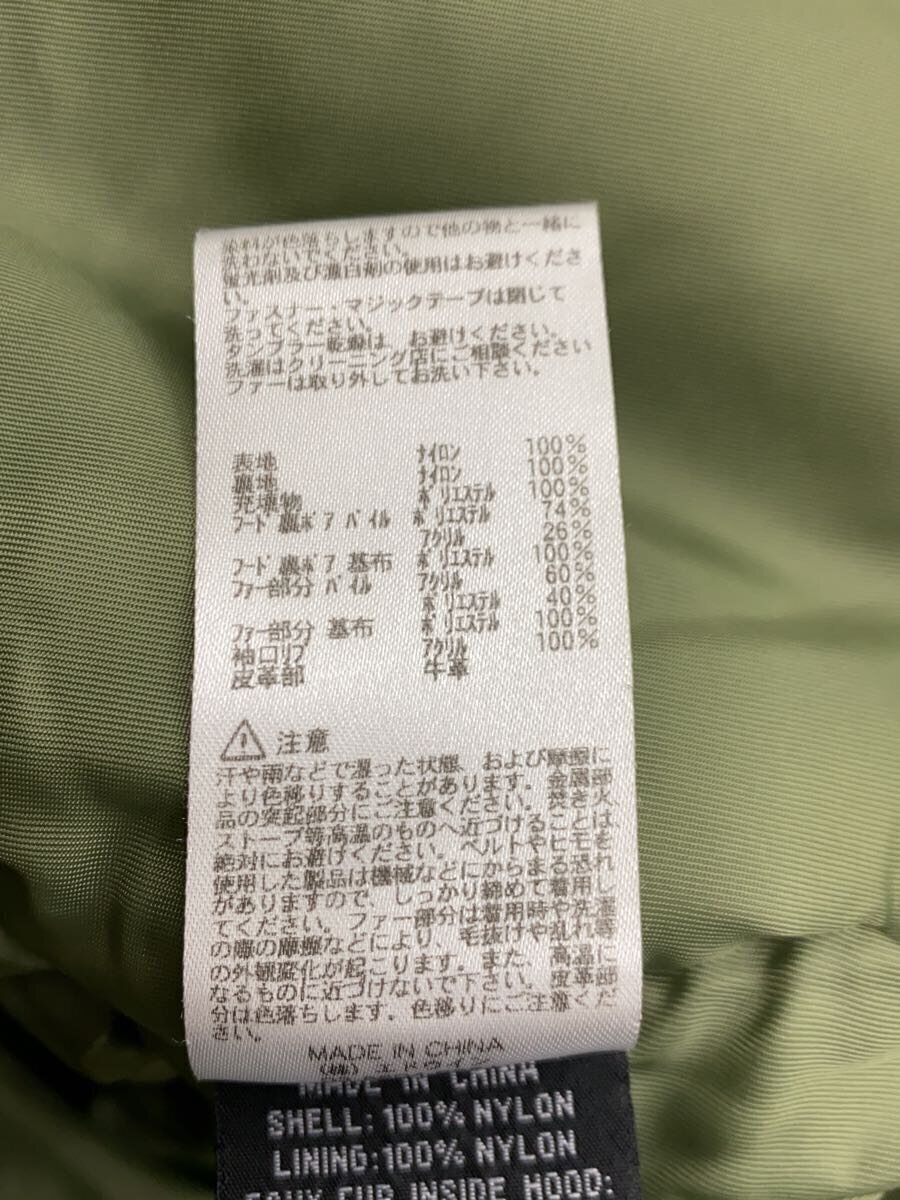 染料が色落ちしますので他の物と一緒に
洗わないでください。
蛍光剤及び漂白剤の使用はお避けくださ
い。
ファスナー・マジックテープは閉じて
洗ってください。
タンブラー乾燥は、お避けください。
洗濯はクリーニング店にご相談ください
ファーは取り外してお洗い下さい。
表地 ナイロン 100%
裏地 ナイロン 100%
充填物 ポリエステル 100%
フード裏ボア パイル ポリエステル 74%
アクリル 26%
フード裏ボア 基布 ポリエステル 100%
ファー部分 パイル アクリル 60%
ポリエステル 40%
ファー部分 基布 ポリエステル 100%
袖口リブ アクリル 100%
皮革部 牛革
注意
汗や雨などで湿った状態、および摩擦に
より色移りすることがあります。金属部
品の突起部分にご注意ください。焚き火
ストーブ等高温のものへ近づけることは
絶対にお避けください。ベルトやヒモを
使用した製品は機械などにからまる恐れ
がありますので、しっかり締めて着用し
てください。ファー部分は着用時や洗濯
の際の摩擦などにより、毛抜けや乱れ等
の外観変化が起こります。また、高温に
なるものに近づけないで下さい。皮革部
分は色落ちします。色移りにご注意くだ
さい。
MADE IN CHINA
(株)エドウイン
MADE IN CHINA
SHELL:100% NYLON
LINING:100% NYLON
FAUX FUR INSIDE HOOD: